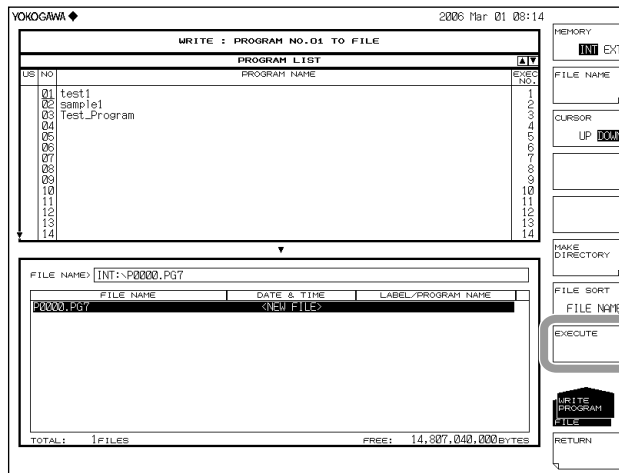 YOKOGAWA ◆ 2006 Mar 01 08:14
WRITE : PROGRAM NO.01 TO FILE
PROGRAM LIST ▲ ▼
US NO PROGRAM NAME EXEC NO.
01 test1 1
02 sample1 2
03 Test_Program 3
04 4
05 5
06 6
07 7
08 8
09 9
10 10
11 11
12 12
13 13
14 14
▼
FILE NAME> INT:\P0000.PG7
FILE NAME DATE & TIME LABEL/PROGRAM NAME
P0000.PG7 <NEW FILE>
TOTAL: 1FILES FREE: 14,807,040,000BYTES
MEMORY
INT EXT
FILE NAME
CURSOR
UP DOWN
MAKE
DIRECTORY
FILE SORT
FILE NAME
EXECUTE
WRITE
PROGRAM
FILE
RETURN